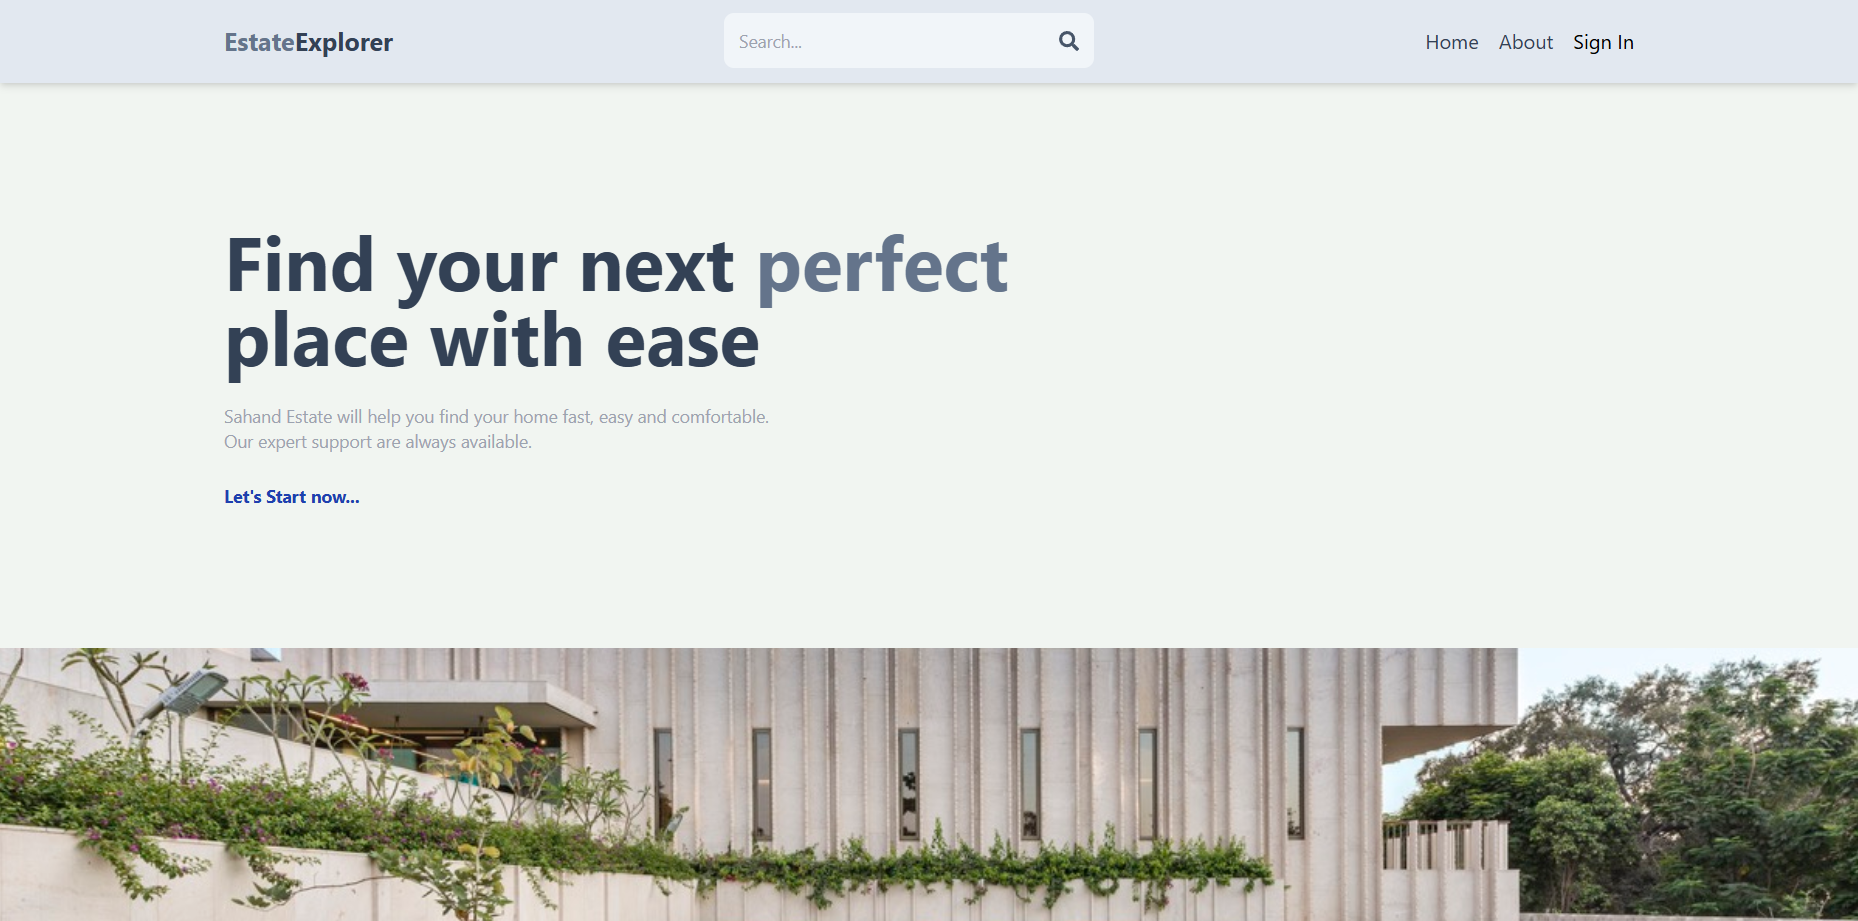 EstateExplorer
Search...
Home About Sign In
Find your next perfect
place with ease
Sahand Estate will help you find your home fast, easy and comfortable.
Our expert support are always available.
Let's Start now...